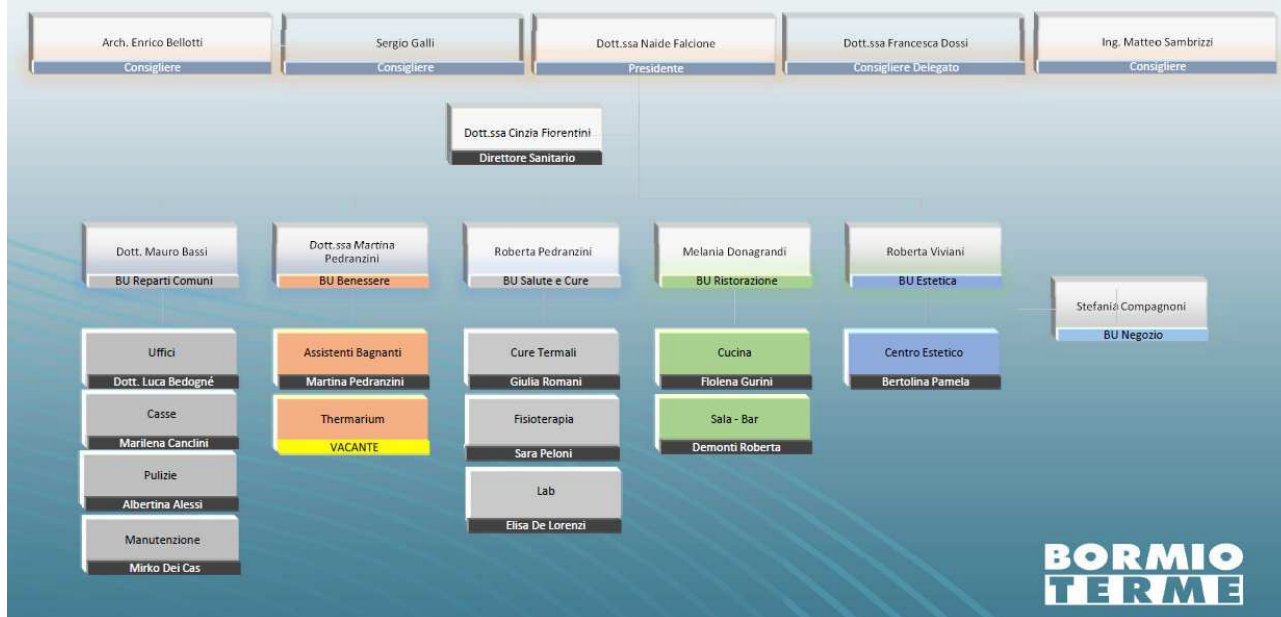 Arch. Enrico Bellotti
Consigliere
Sergio Galli
Consigliere
Dott.ssa Naide Falcione
Presidente
Dott.ssa Francesca Dossi
Consigliere Delegato
Ing. Matteo Sambrizzi
Consigliere
Dott.ssa Cinzia Fiorentini
Direttore Sanitario
Dott. Mauro Bassi
BU Reparti Comuni
Dott.ssa Martina
Pedranzini
BU Benessere
Roberta Pedranzini
BU Salute e Cure
Melania Donagrandi
BU Ristorazione
Roberta Viviani
BU Estetica
Stefania Compagnoni
BU Negozio
Uffici
Dott. Luca Bedogné
Casse
Marilena Canclini
Pulizie
Albertina Alessi
Manutenzione
Mirko Dei Cas
Assistenti Bagnanti
Martina Pedranzini
Thermarium
VACANTE
Cure Termali
Giulia Romani
Fisioterapia
Sara Peloni
Lab
Elisa De Lorenzi
Cucina
Flolena Gurini
Sala - Bar
Demonti Roberta
Centro Estetico
Bertolina Pamela
BORMIO
TERME